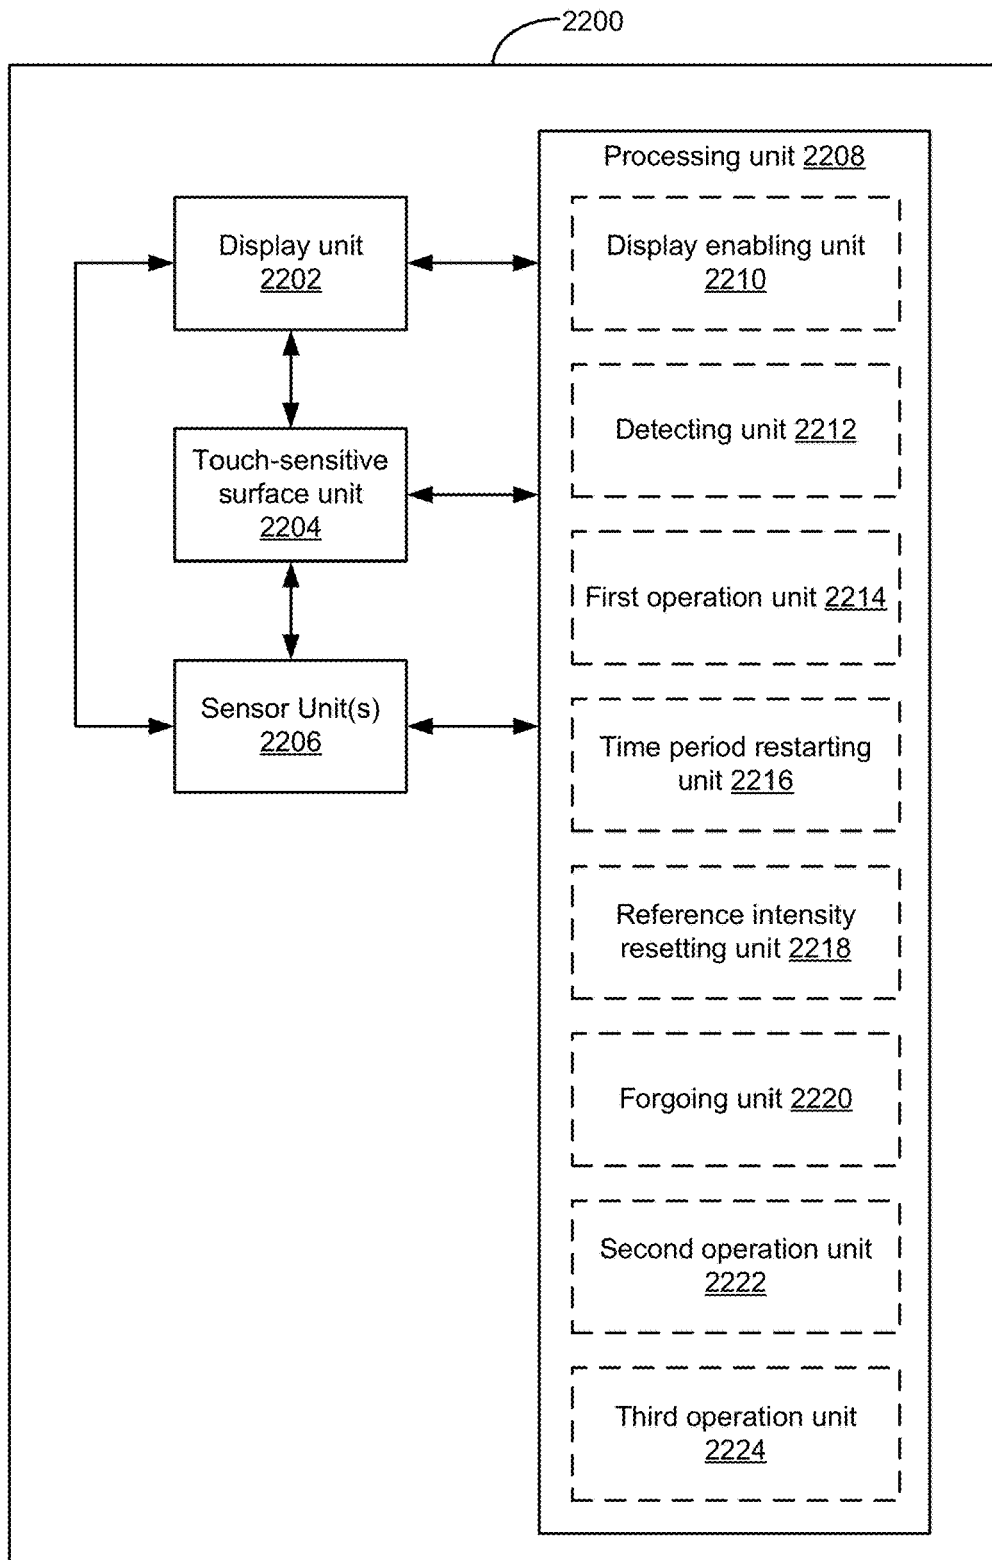 2200
Display unit
2202
Touch-sensitive
surface unit
2204
Sensor Unit(s)
2206
Processing unit 2208
Display enabling unit
2210
Detecting unit 2212
First operation unit 2214
Time period restarting
unit 2216
Reference intensity
resetting unit 2218
Forgoing unit 2220
Second operation unit
2222
Third operation unit
2224